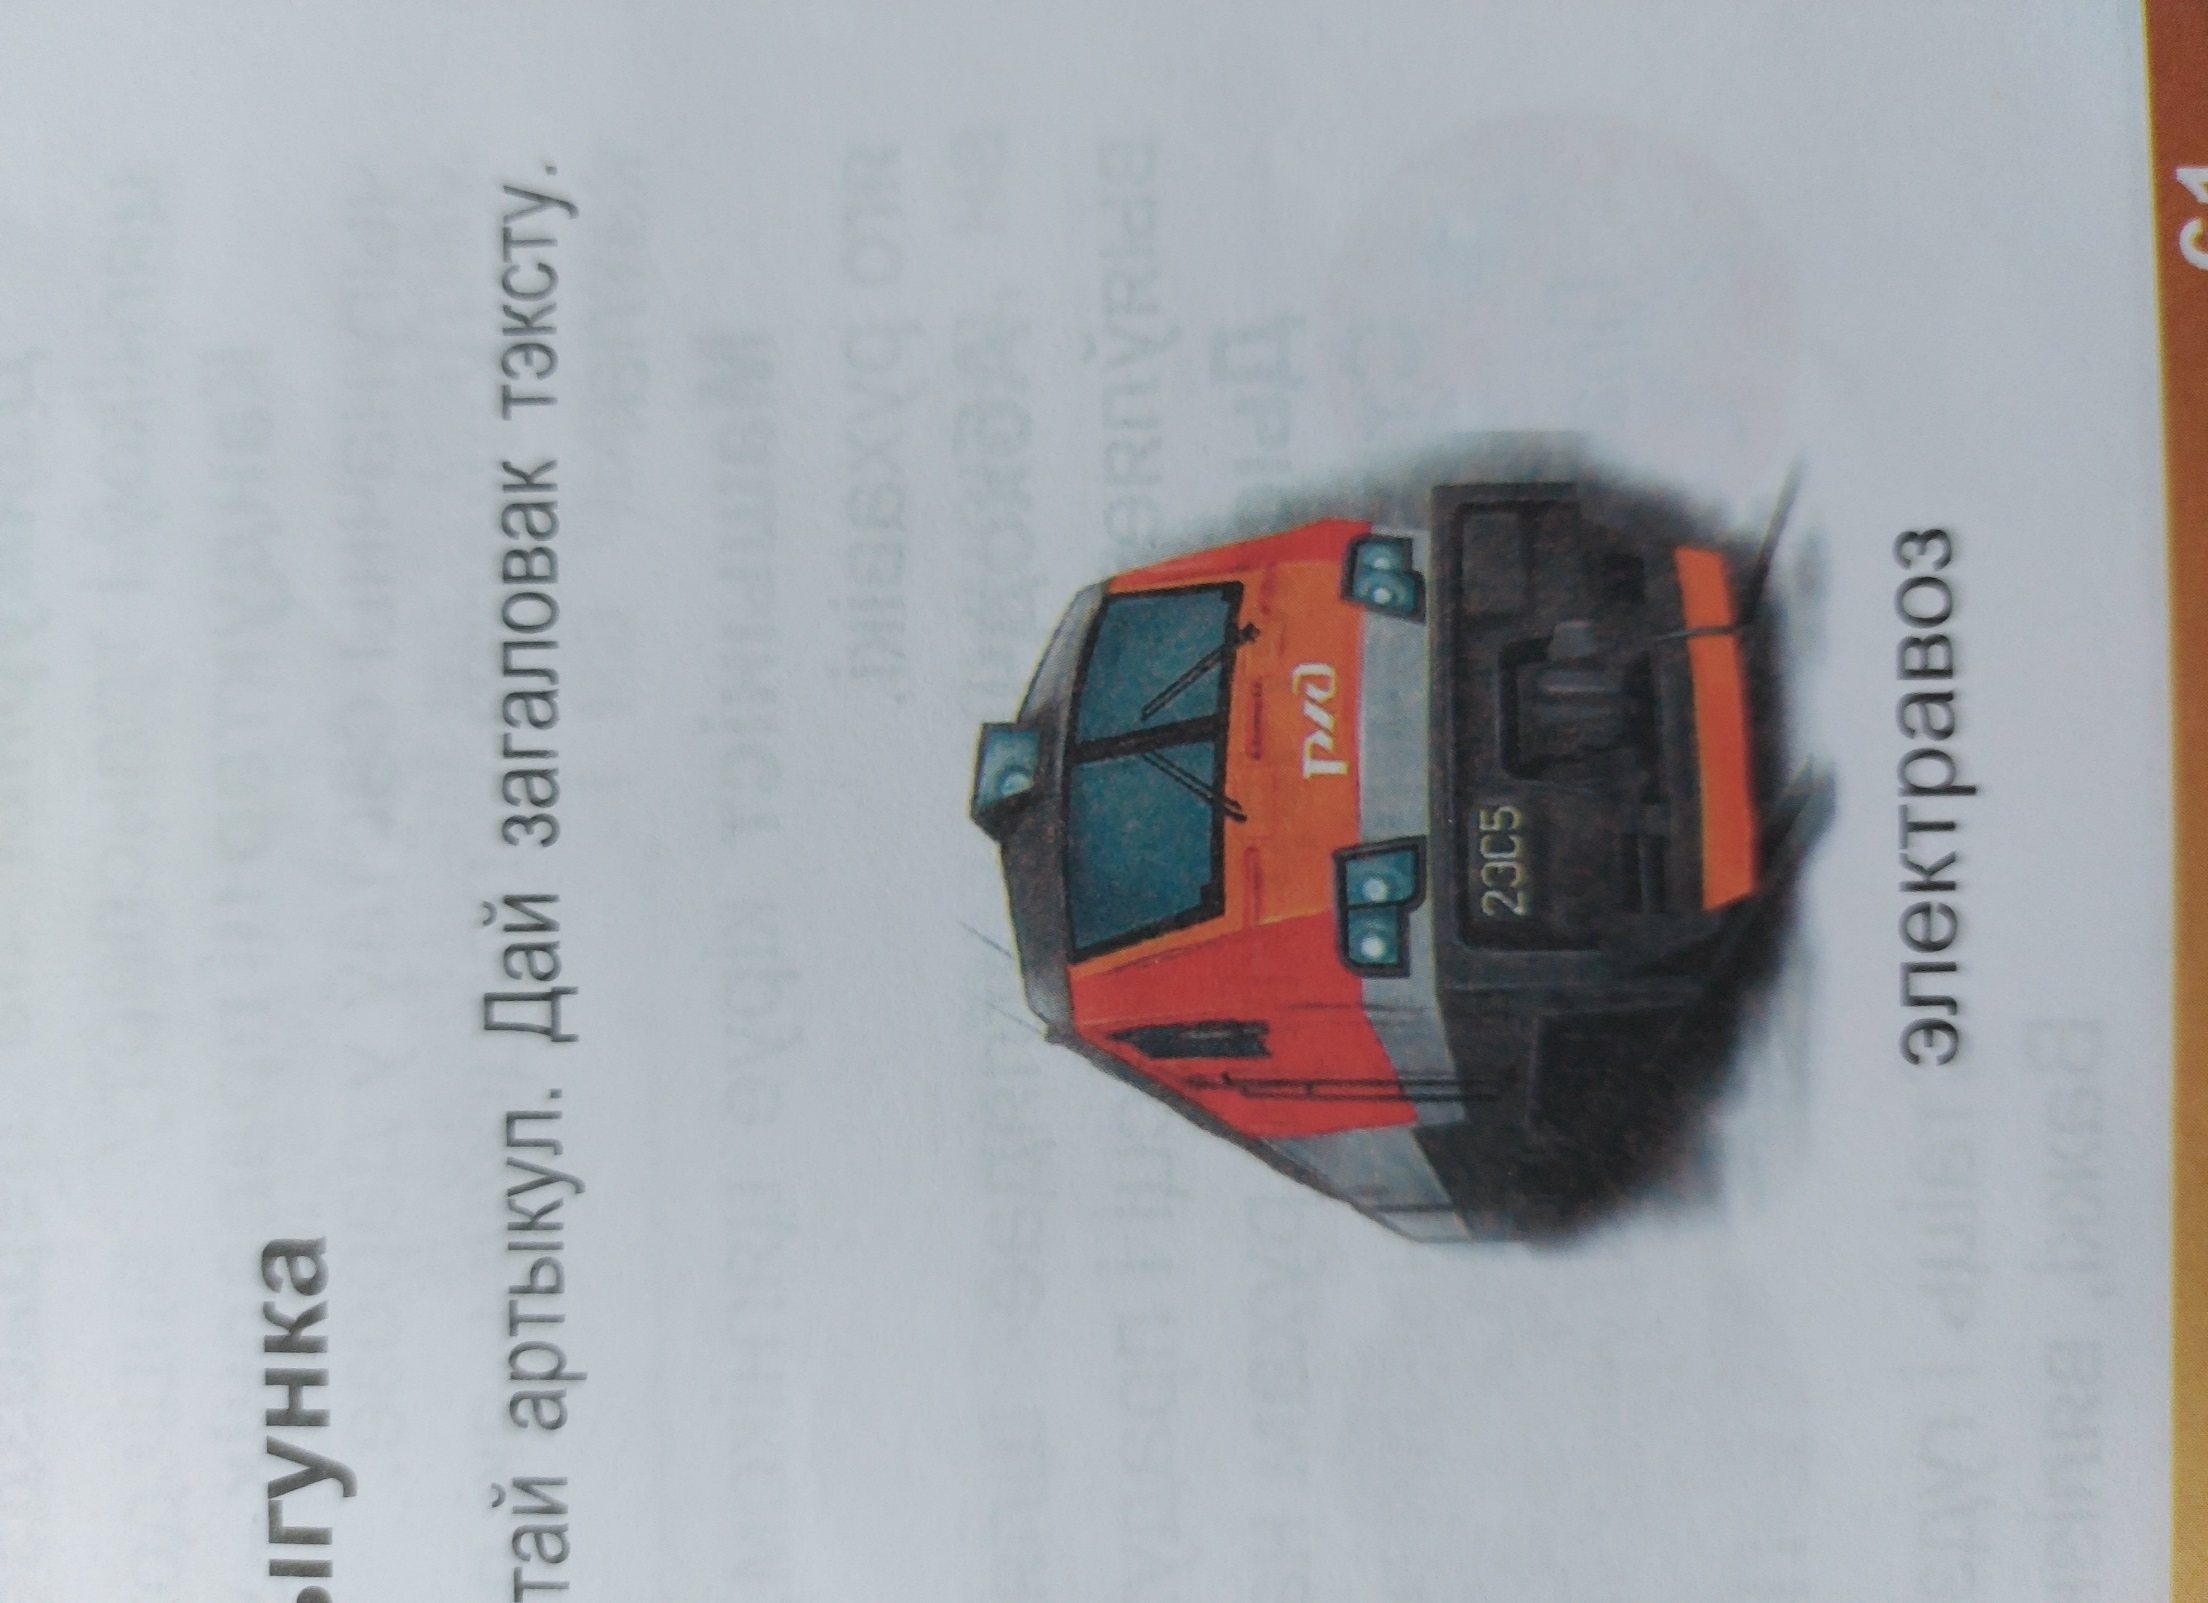 ыгунка
тай артыкул. Дай загаловак тэксту.
РЖД
2ЭС5
электравоз